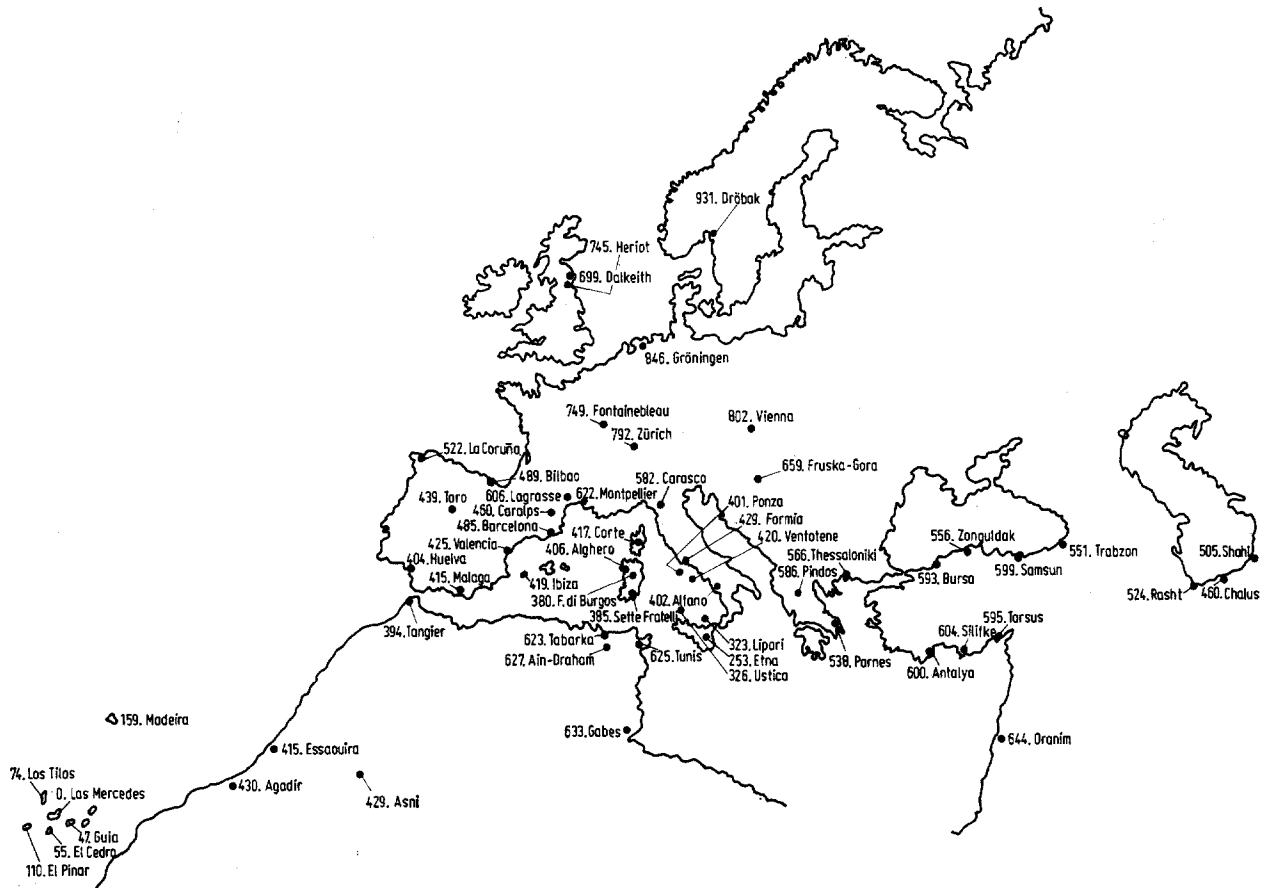 931. Dröbak
745. Heriot
699. Dalkeith
846. Gröningen
749. Fontainebleau
802. Vienna
792. Zürich
522. La Coruña
489. Bilbao
582. Carasco
659. Fruska-Gora
439. Toro
606. Lagrasse
622. Montpellier
401. Ponza
460. Caralps
429. Formia
485. Barcelona
417. Corte
420. Ventotene
425. Valencia
406. Alghero
566. Thessaloniki
556. Zonguldak
551. Trabzon
505. Shahi
404. Huelva
586. Pindos
593. Bursa
599. Samsun
415. Malaga
419. Ibiza
524. Rasht
460. Chalus
380. F. di Burgos
402. Alfano
385. Sette Fratelli
595. Tarsus
394. Tangier
623. Tabarka
323. Lipari
604. Silifke
627. Ain-Draham
625. Tunis
253. Etna
538. Parnes
600. Antalya
326. Ustica
159. Madeira
633. Gabes
644. Oranim
415. Essaouira
74. Los Tilos
430. Agadir
0. Las Mercedes
429. Asni
47. Guia
55. El Cedro
110. El Pinar